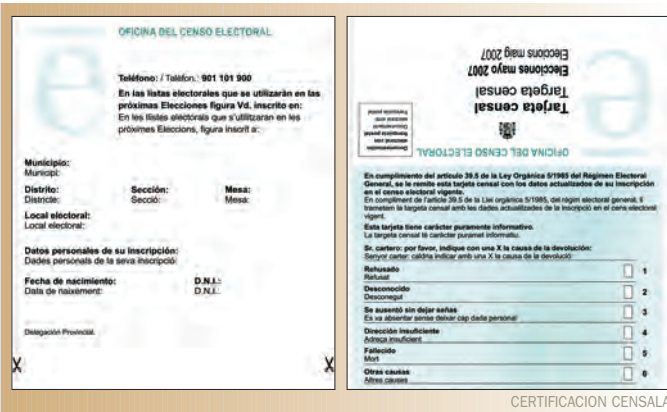 OFICINA DEL CENSO ELECTORAL
Teléfono: / Telèfon.: 901 101 900
En las listas electorales que se utilizarán en las
próximas Elecciones figura Vd. inscrito en:
En les llistes electorals que s'utilitzaran en les
pròximes Eleccions, figura inscrit a:
Municipio:
Municipi:
Distrito: Sección: Mesa:
Districte: Secció: Mesa:
Local electoral:
Local electoral:
Datos personales de su inscripción:
Dades personals de la seva inscripció:
Fecha de nacimiento: D.N.I.:
Data de naixement: D.N.I.:
Delegación Provincial.
Elecciones mayo 2007
Eleccions maig 2007
Tarjeta censal
Targeta censal
OFICINA DEL CENSO ELECTORAL
En cumplimiento del artículo 39.5 de la Ley Orgánica 5/1985 del Régimen Electoral
General, se le remite esta tarjeta censal con los datos actualizados de su inscripción
en el censo electoral vigente.
En compliment de l'article 39.5 de la Llei orgànica 5/1985, del règim electoral general, li
trametem la targeta censal amb les dades actualitzades de la inscripció en el cens electoral
vigent.
Esta tarjeta tiene carácter puramente informativo.
La targeta censal té caràcter purament informatiu.
Sr. cartero: por favor, indique con una X la causa de la devolución:
Senyor carter: caldria indicar amb una X la causa de la devolució:
Rehusado
Refusat 1
Desconocido
Desconegut 2
Se ausentó sin dejar señas
Es va absentar sense deixar cap dada personal 3
Dirección insuficiente
Adreça insuficient 4
Fallecido
Mort 5
Otras causas
Altres causes 6
CERTIFICACION CENSALA